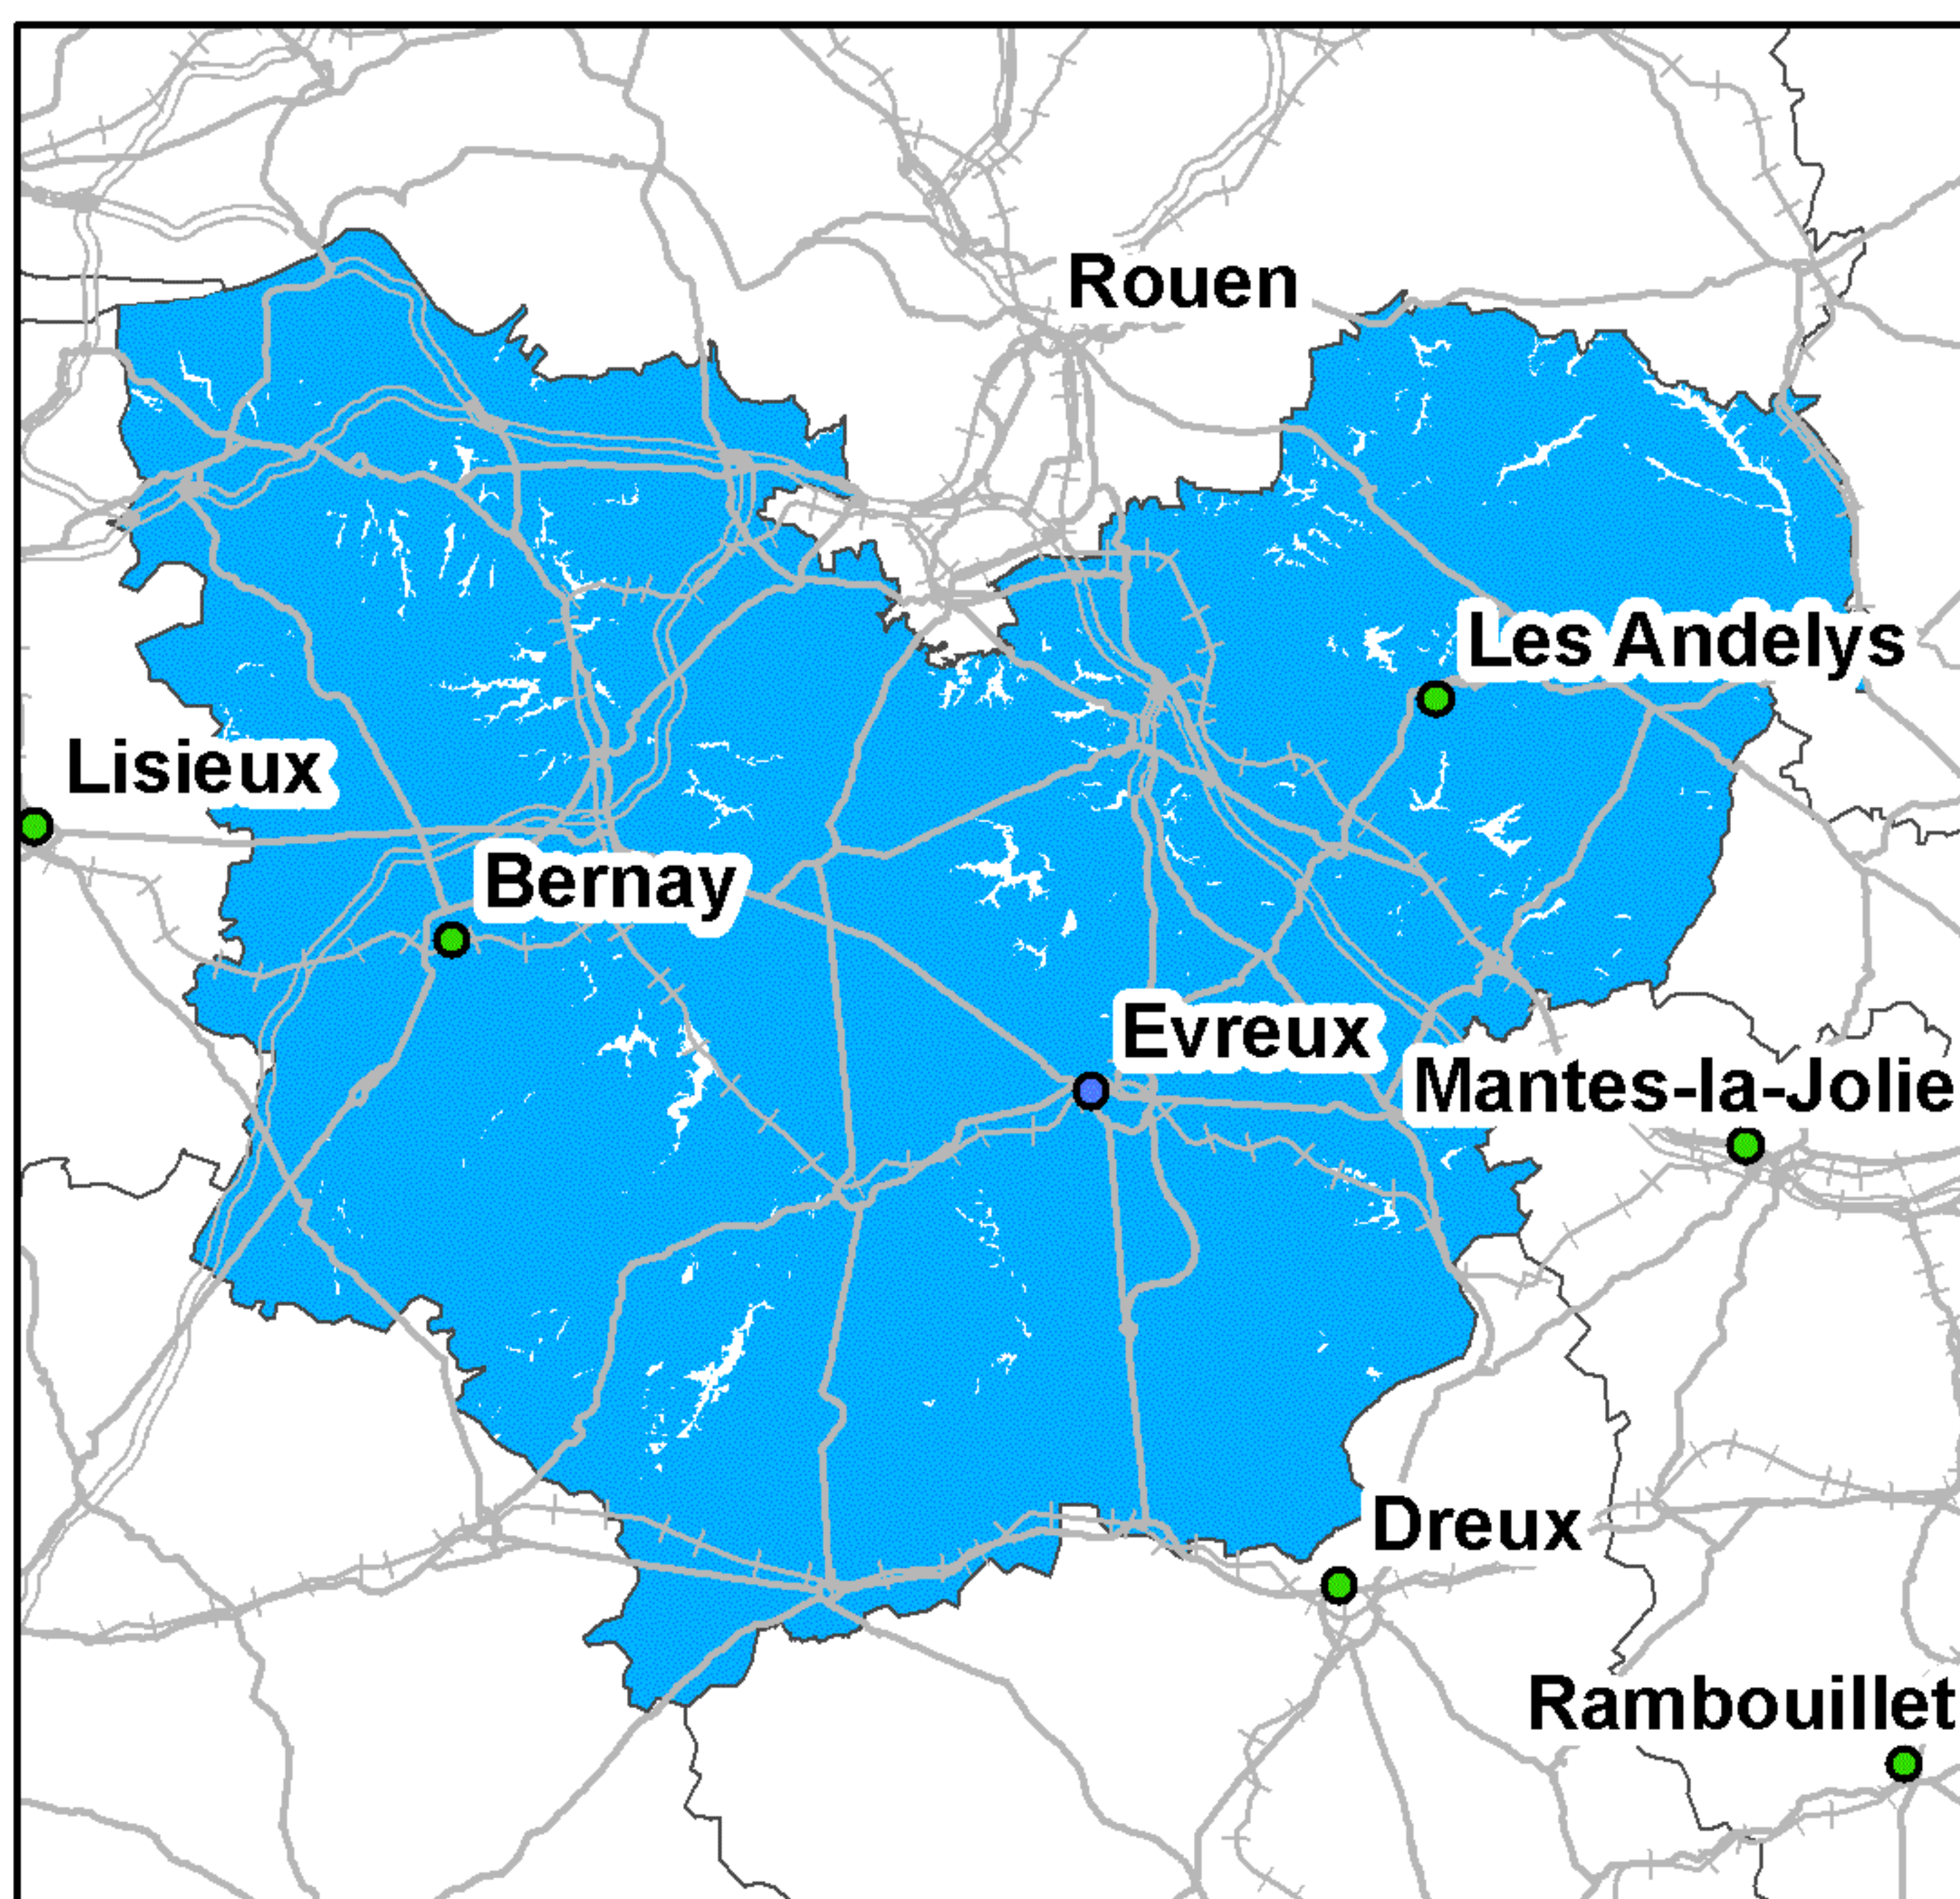 Rouen
Les Andelys
Lisieux
Bernay
Evreux
Mantes-la-Jolie
Dreux
Rambouillet